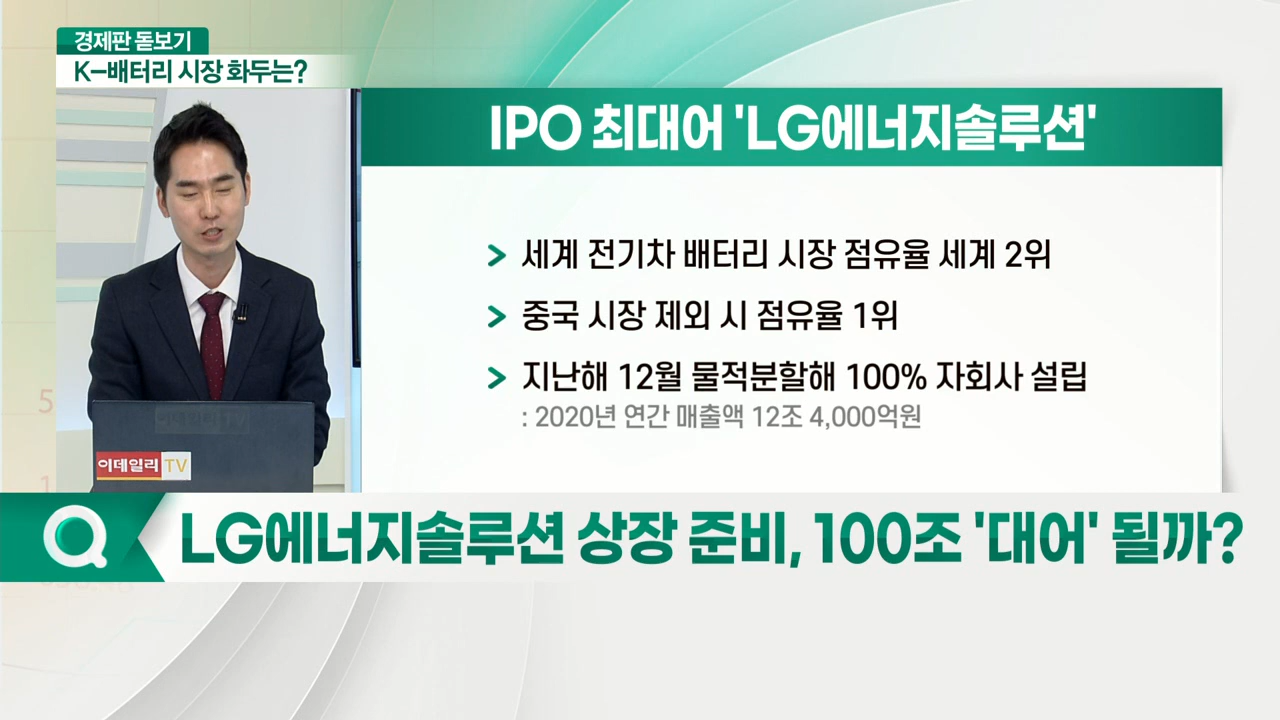 경제판 돋보기
K-배터리 시장 화두는?
IPO 최대어 'LG에너지솔루션'
> 세계 전기차 배터리 시장 점유율 세계 2위
> 중국 시장 제외 시 점유율 1위
> 지난해 12월 물적분할해 100% 자회사 설립
: 2020년 연간 매출액 12조 4,000억원
이데일리 TV
LG에너지솔루션 상장 준비, 100조 '대어' 될까?